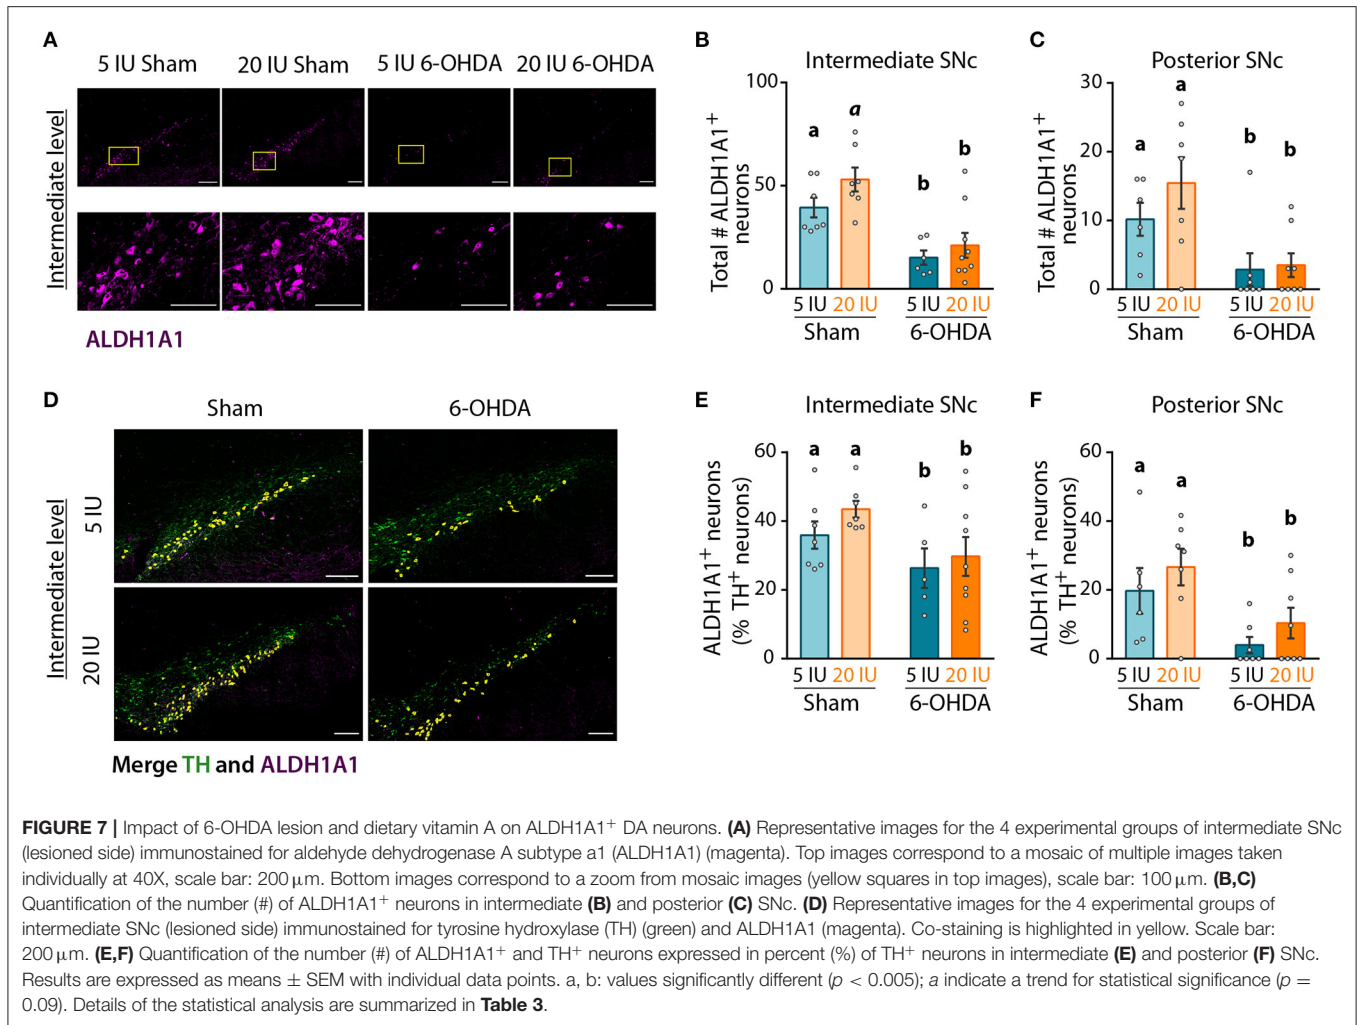 A
5 IU Sham 20 IU Sham 5 IU 6-OHDA 20 IU 6-OHDA
Intermediate level
ALDH1A1
B
Intermediate SNc
Total # ALDH1A1⁺
neurons
100
50
0
a
a
b
b
5 IU 20 IU 5 IU 20 IU
Sham 6-OHDA
C
Posterior SNc
Total # ALDH1A1⁺
neurons
30
20
10
0
a
a
b
b
5 IU 20 IU 5 IU 20 IU
Sham 6-OHDA
D
Sham 6-OHDA
Intermediate level
5 IU
20 IU
Merge TH and ALDH1A1
E
Intermediate SNc
ALDH1A1⁺ neurons
(% TH⁺ neurons)
60
40
20
0
a
a
b
b
5 IU 20 IU 5 IU 20 IU
Sham 6-OHDA
F
Posterior SNc
ALDH1A1⁺ neurons
(% TH⁺ neurons)
60
40
20
0
a
a
b
b
5 IU 20 IU 5 IU 20 IU
Sham 6-OHDA
FIGURE 7 | Impact of 6-OHDA lesion and dietary vitamin A on ALDH1A1⁺ DA neurons. (A) Representative images for the 4 experimental groups of intermediate SNc
(lesioned side) immunostained for aldehyde dehydrogenase A subtype a1 (ALDH1A1) (magenta). Top images correspond to a mosaic of multiple images taken
individually at 40X, scale bar: 200 μm. Bottom images correspond to a zoom from mosaic images (yellow squares in top images), scale bar: 100 μm. (B,C)
Quantification of the number (#) of ALDH1A1⁺ neurons in intermediate (B) and posterior (C) SNc. (D) Representative images for the 4 experimental groups of
intermediate SNc (lesioned side) immunostained for tyrosine hydroxylase (TH) (green) and ALDH1A1 (magenta). Co-staining is highlighted in yellow. Scale bar:
200 μm. (E,F) Quantification of the number (#) of ALDH1A1⁺ and TH⁺ neurons expressed in percent (%) of TH⁺ neurons in intermediate (E) and posterior (F) SNc.
Results are expressed as means ± SEM with individual data points. a, b: values significantly different (p < 0.005); a indicate a trend for statistical significance (p =
0.09). Details of the statistical analysis are summarized in Table 3.